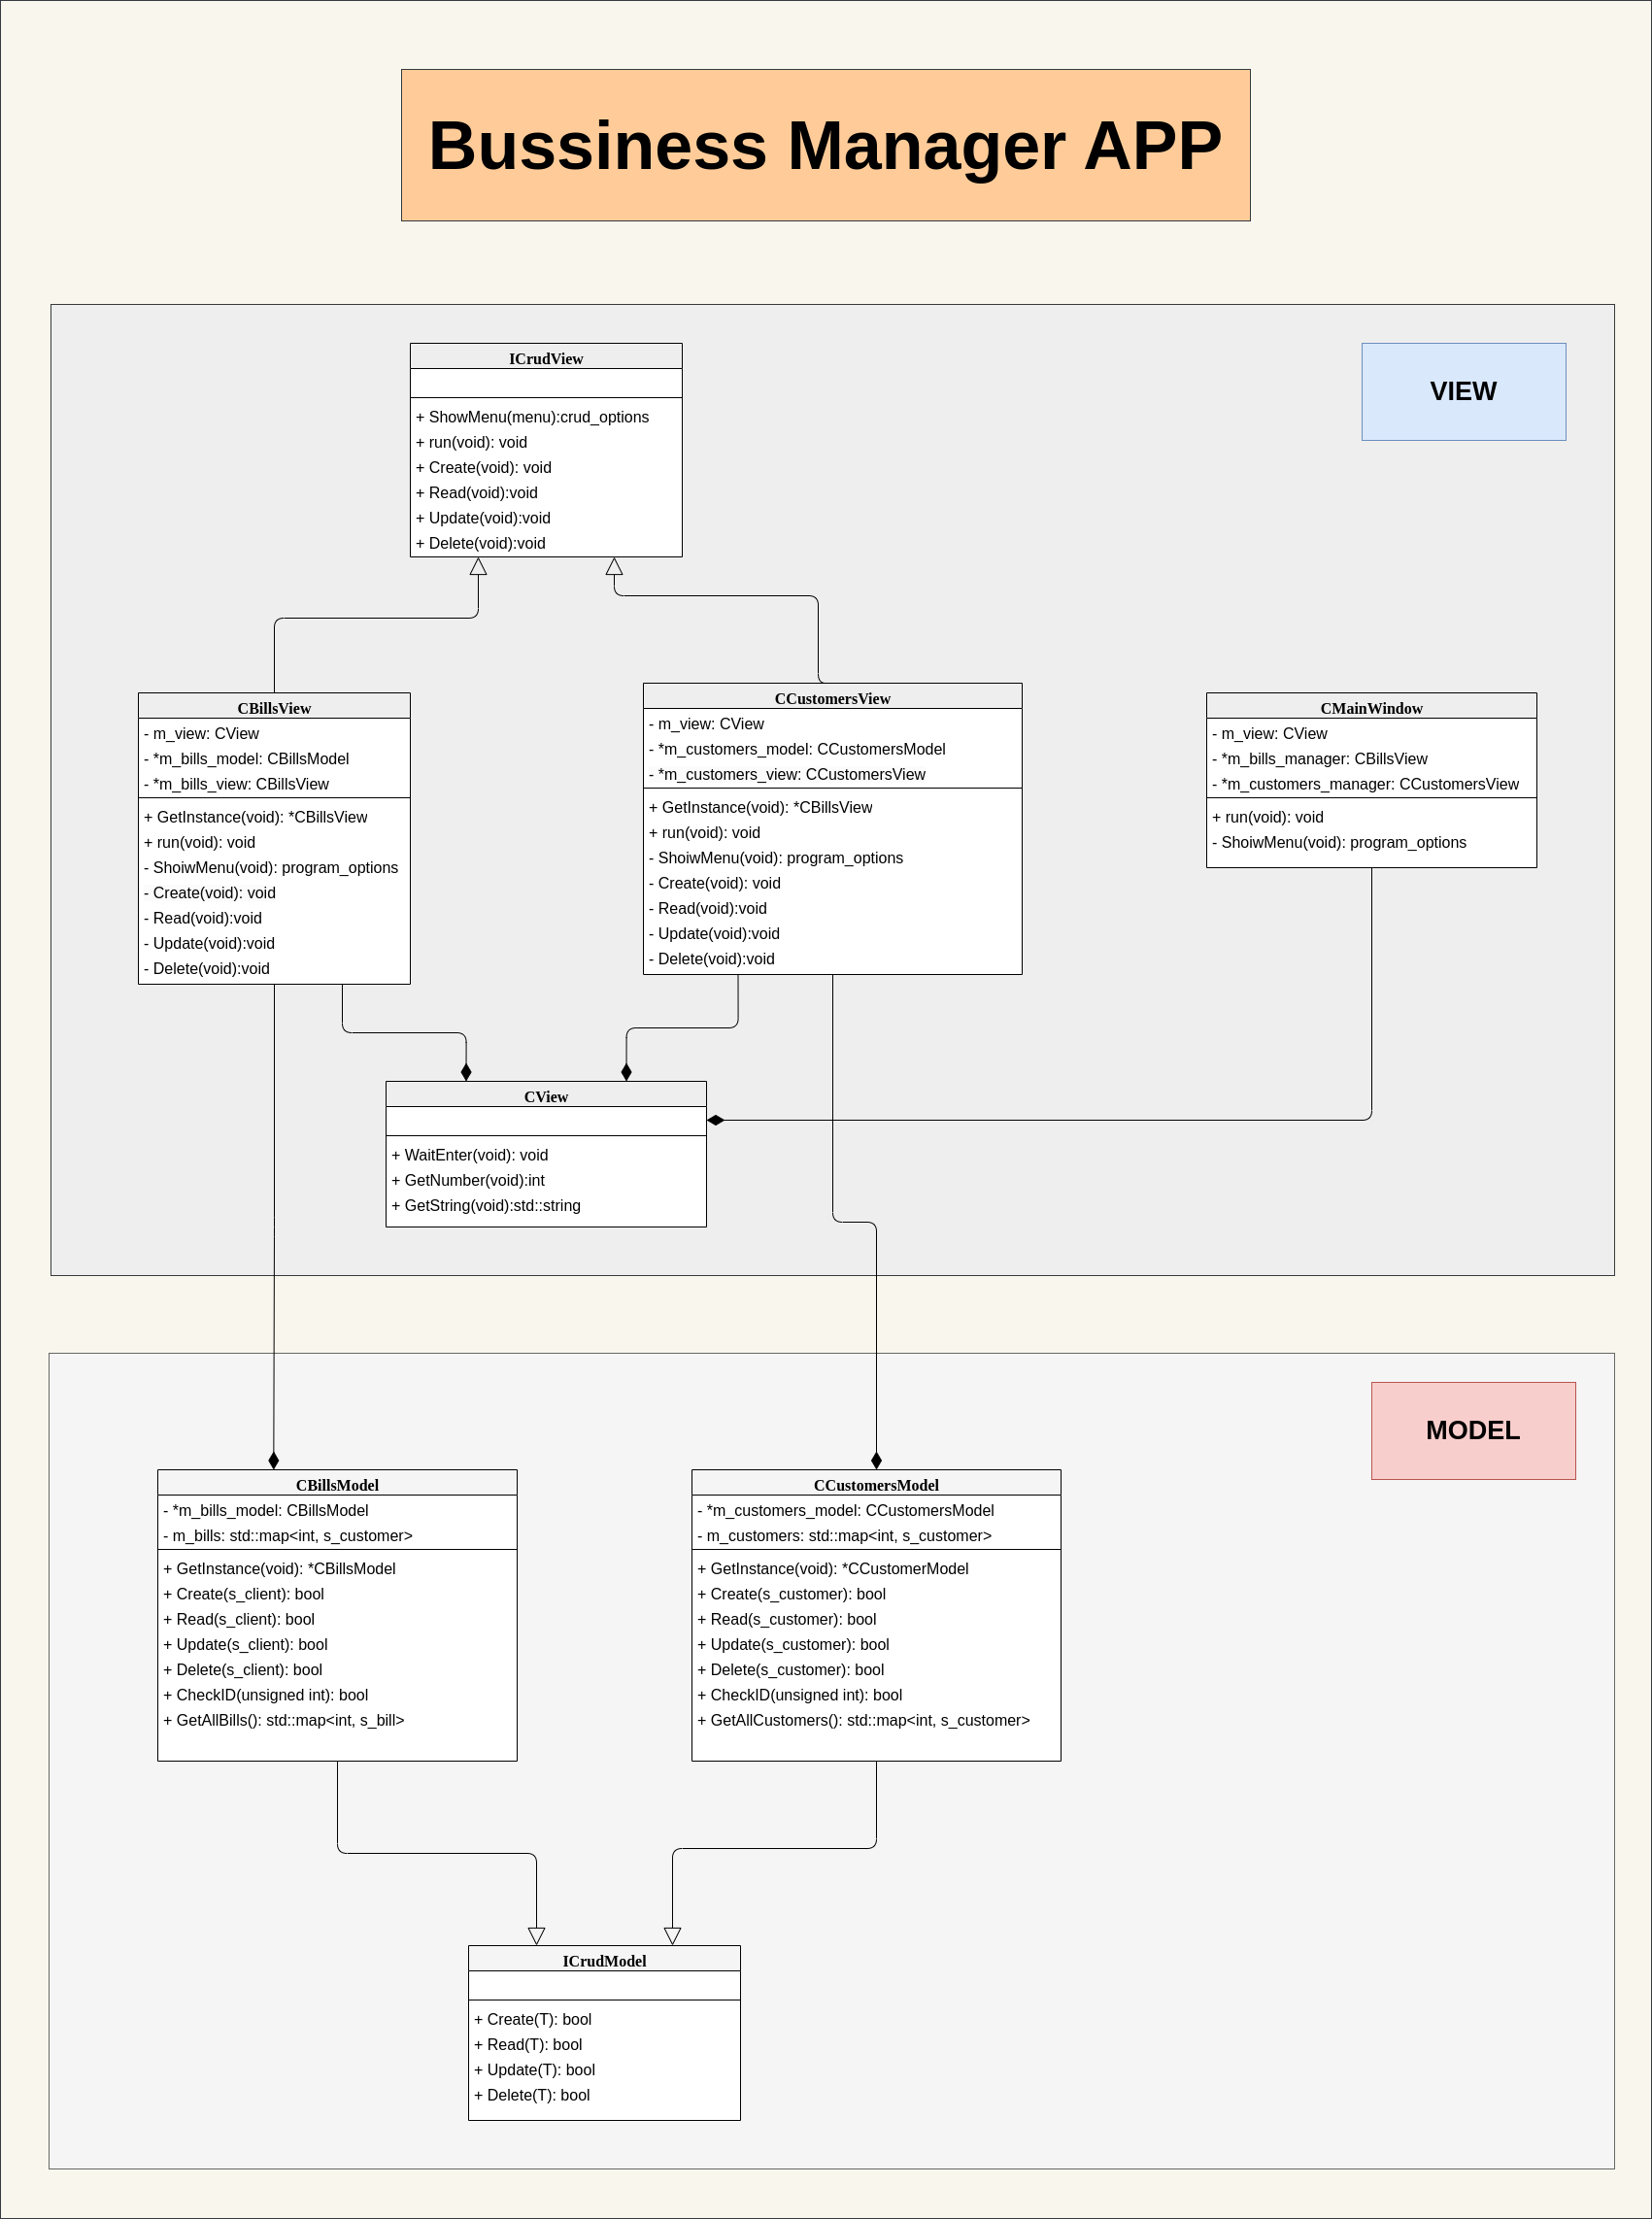 Bussiness Manager APP
VIEW
ICrudView
+ ShowMenu(menu):crud_options
+ run(void): void
+ Create(void): void
+ Read(void):void
+ Update(void):void
+ Delete(void):void
CBillsView
- m_view: CView
- *m_bills_model: CBillsModel
- *m_bills_view: CBillsView
+ GetInstance(void): *CBillsView
+ run(void): void
- ShoiwMenu(void): program_options
- Create(void): void
- Read(void):void
- Update(void):void
- Delete(void):void
CCustomersView
- m_view: CView
- *m_customers_model: CCustomersModel
- *m_customers_view: CCustomersView
+ GetInstance(void): *CBillsView
+ run(void): void
- ShoiwMenu(void): program_options
- Create(void): void
- Read(void):void
- Update(void):void
- Delete(void):void
CMainWindow
- m_view: CView
- *m_bills_manager: CBillsView
- *m_customers_manager: CCustomersView
+ run(void): void
- ShoiwMenu(void): program_options
CView
+ WaitEnter(void): void
+ GetNumber(void):int
+ GetString(void):std::string
MODEL
CBillsModel
- *m_bills_model: CBillsModel
- m_bills: std::map<int, s_customer>
+ GetInstance(void): *CBillsModel
+ Create(s_client): bool
+ Read(s_client): bool
+ Update(s_client): bool
+ Delete(s_client): bool
+ CheckID(unsigned int): bool
+ GetAllBills(): std::map<int, s_bill>
CCustomersModel
- *m_customers_model: CCustomersModel
- m_customers: std::map<int, s_customer>
+ GetInstance(void): *CCustomerModel
+ Create(s_customer): bool
+ Read(s_customer): bool
+ Update(s_customer): bool
+ Delete(s_customer): bool
+ CheckID(unsigned int): bool
+ GetAllCustomers(): std::map<int, s_customer>
ICrudModel
+ Create(T): bool
+ Read(T): bool
+ Update(T): bool
+ Delete(T): bool